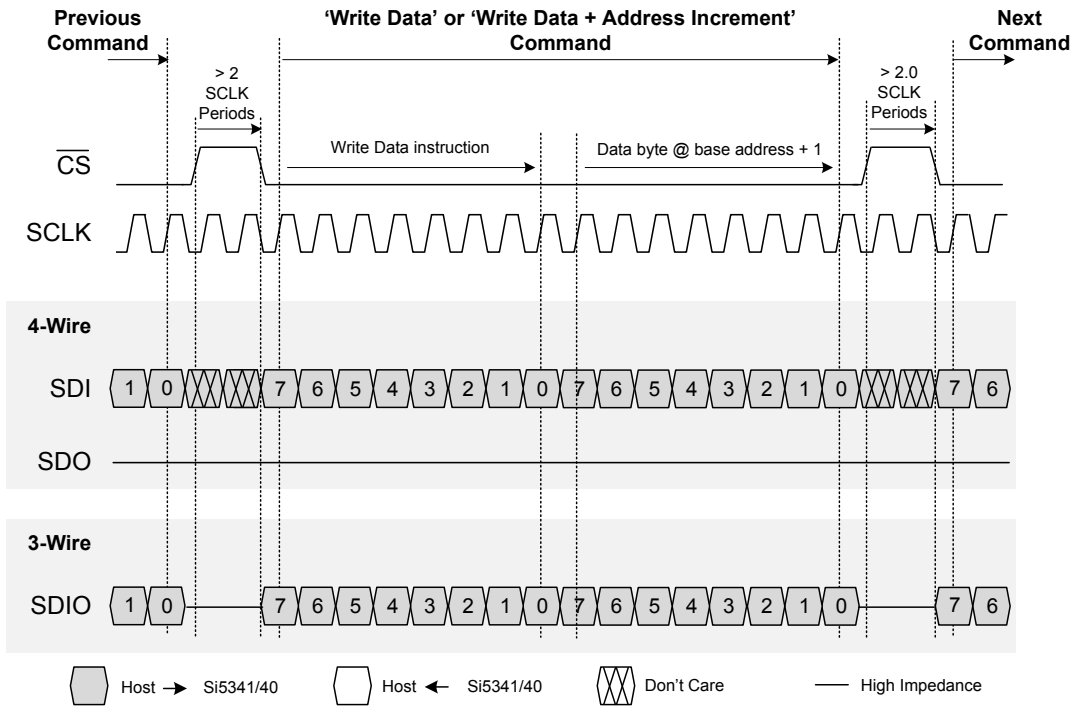 Previous Command
'Write Data' or 'Write Data + Address Increment' Command
Next Command
> 2 SCLK Periods
> 2.0 SCLK Periods
CS
Write Data instruction
Data byte @ base address + 1
SCLK
4-Wire
SDI 1 0 7 6 5 4 3 2 1 0 7 6 5 4 3 2 1 0 7 6
SDO
3-Wire
SDIO 1 0 7 6 5 4 3 2 1 0 7 6 5 4 3 2 1 0 7 6
Host → Si5341/40
Host ← Si5341/40
Don't Care
High Impedance